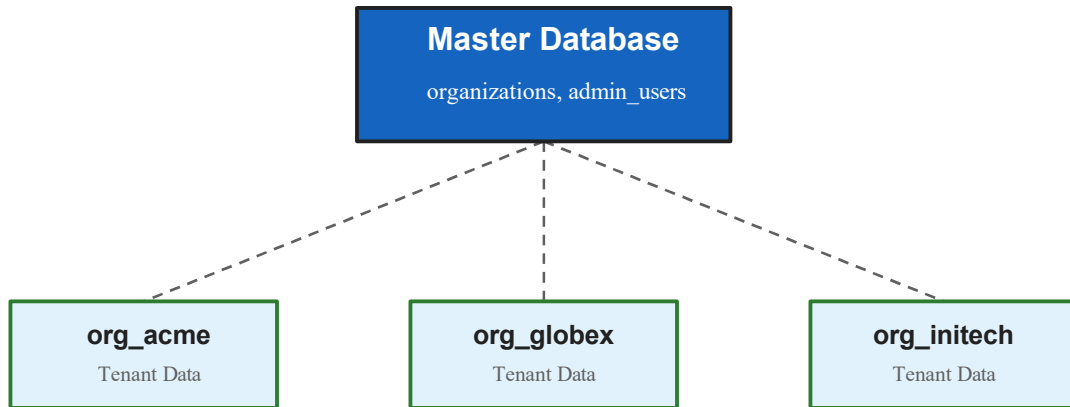 Master Database
organizations, admin_users
org_acme
Tenant Data
org_globex
Tenant Data
org_initech
Tenant Data